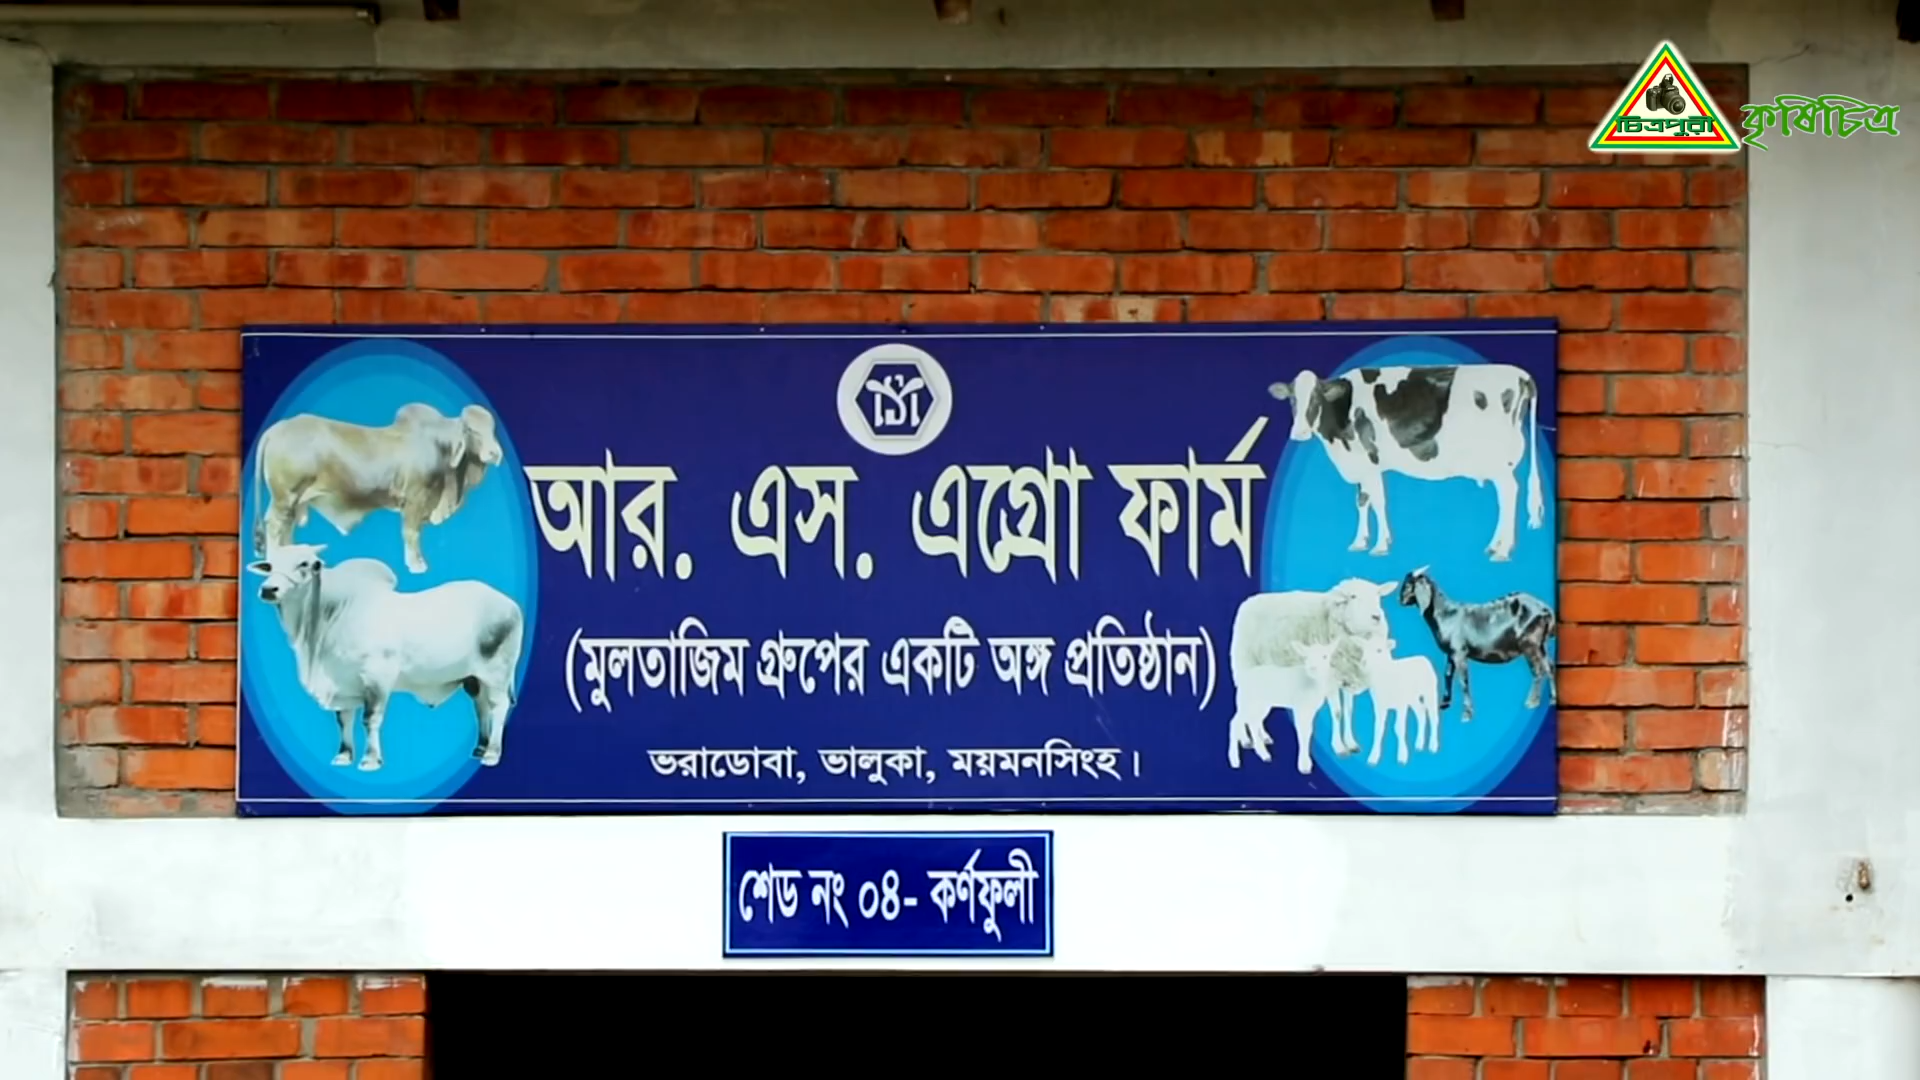 চিত্রপুরী কৃষিচিত্র
আর. এস. এগ্রো ফার্ম
(মুলতাজিম গ্রুপের একটি অঙ্গ প্রতিষ্ঠান)
ভরাডোবা, ভালুকা, ময়মনসিংহ।
শেড নং ০৪- কর্ণফুলী